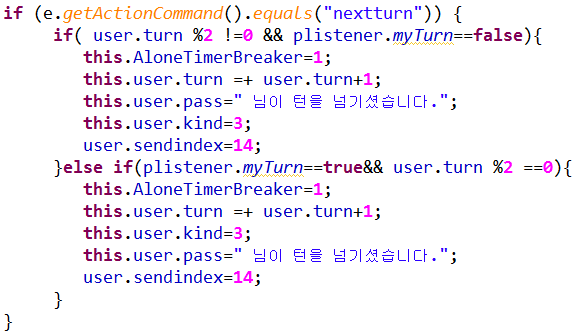 if (e.getActionCommand().equals("nextturn")) {
if( user.turn %2 !=0 && plistener.myTurn==false){
this.AloneTimerBreaker=1;
this.user.turn =+ user.turn+1;
this.user.pass=" 님이 턴을 넘기셨습니다.";
this.user.kind=3;
user.sendindex=14;
}else if(plistener.myTurn==true&& user.turn %2 ==0){
this.AloneTimerBreaker=1;
this.user.turn =+ user.turn+1;
this.user.kind=3;
this.user.pass=" 님이 턴을 넘기셨습니다.";
user.sendindex=14;
}
}